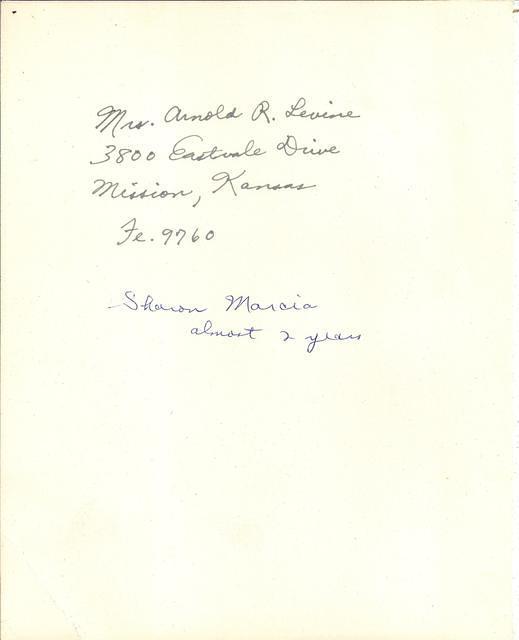 Mrs. Arnold R. Levine
3800 Eastvale Drive
Mission, Kansas
Fe. 9760
Sharon Marcia
almost 2 years